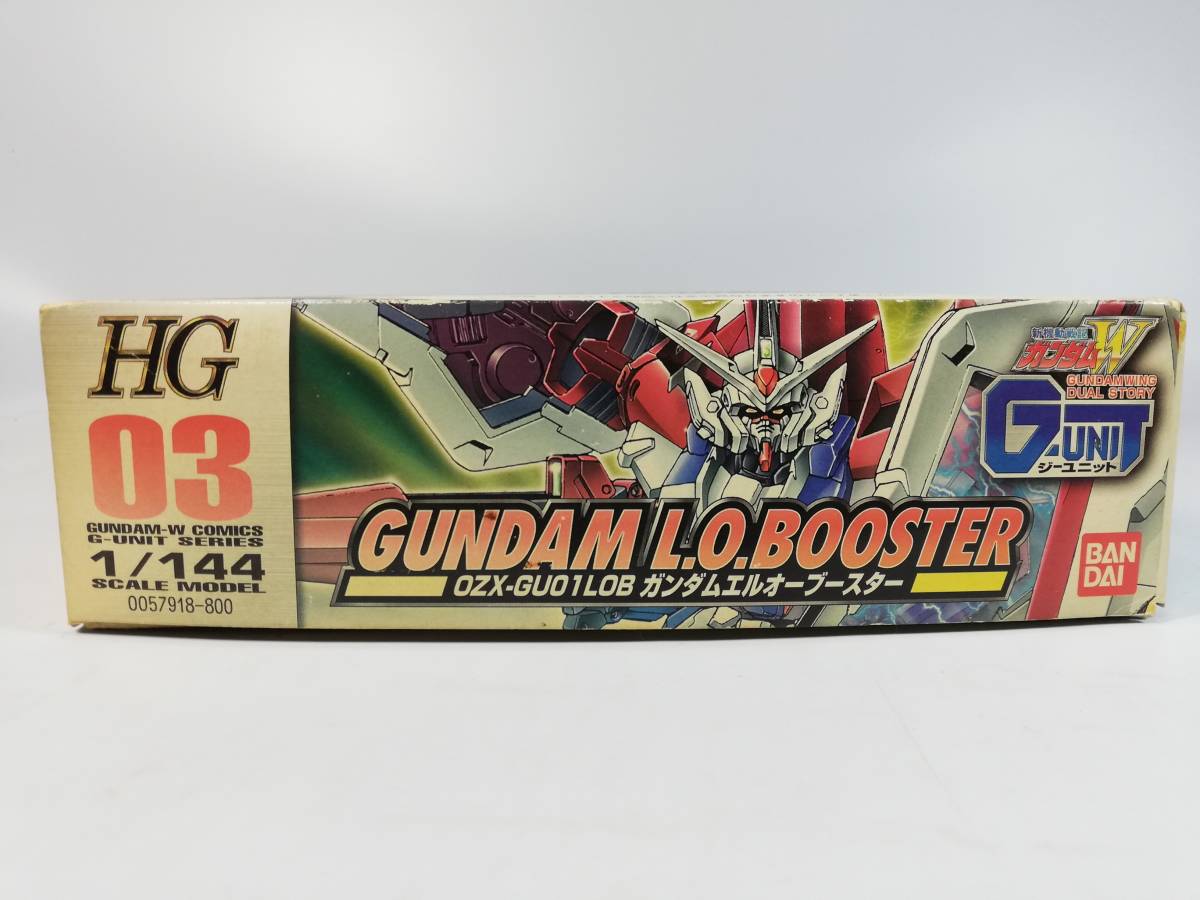 HG
03
GUNDAM-W COMICS
G-UNIT SERIES
1/144
SCALE MODEL
0057918-800
GUNDAM L.O.BOOSTER
OZX-GU01LOB ガンダムエルオーブースター
新機動戦記
ガンダムW
GUNDAM WING
DUAL STORY
G-UNIT
ジーユニット
BAN
DAI